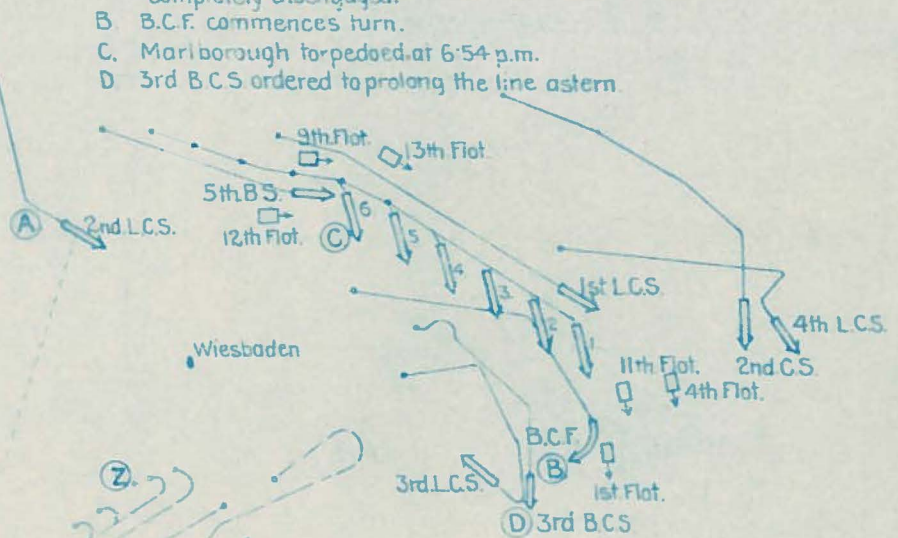 completely disengaged.
B. B.C.F. commences turn.
C. Marlborough torpedoed at 6·54 p.m.
D 3rd B.C.S. ordered to prolong the line astern
9th Flot.
13th Flot.
5th B.S.
6
A
2nd L.C.S.
12th Flot.
C
5
4
3
1st L.C.S.
2
1
4th L.C.S.
Wiesbaden
11th Flot.
2nd C.S.
4th Flot.
B.C.F.
B
Z.
3rd L.C.S.
1st Flot.
D 3rd B.C.S